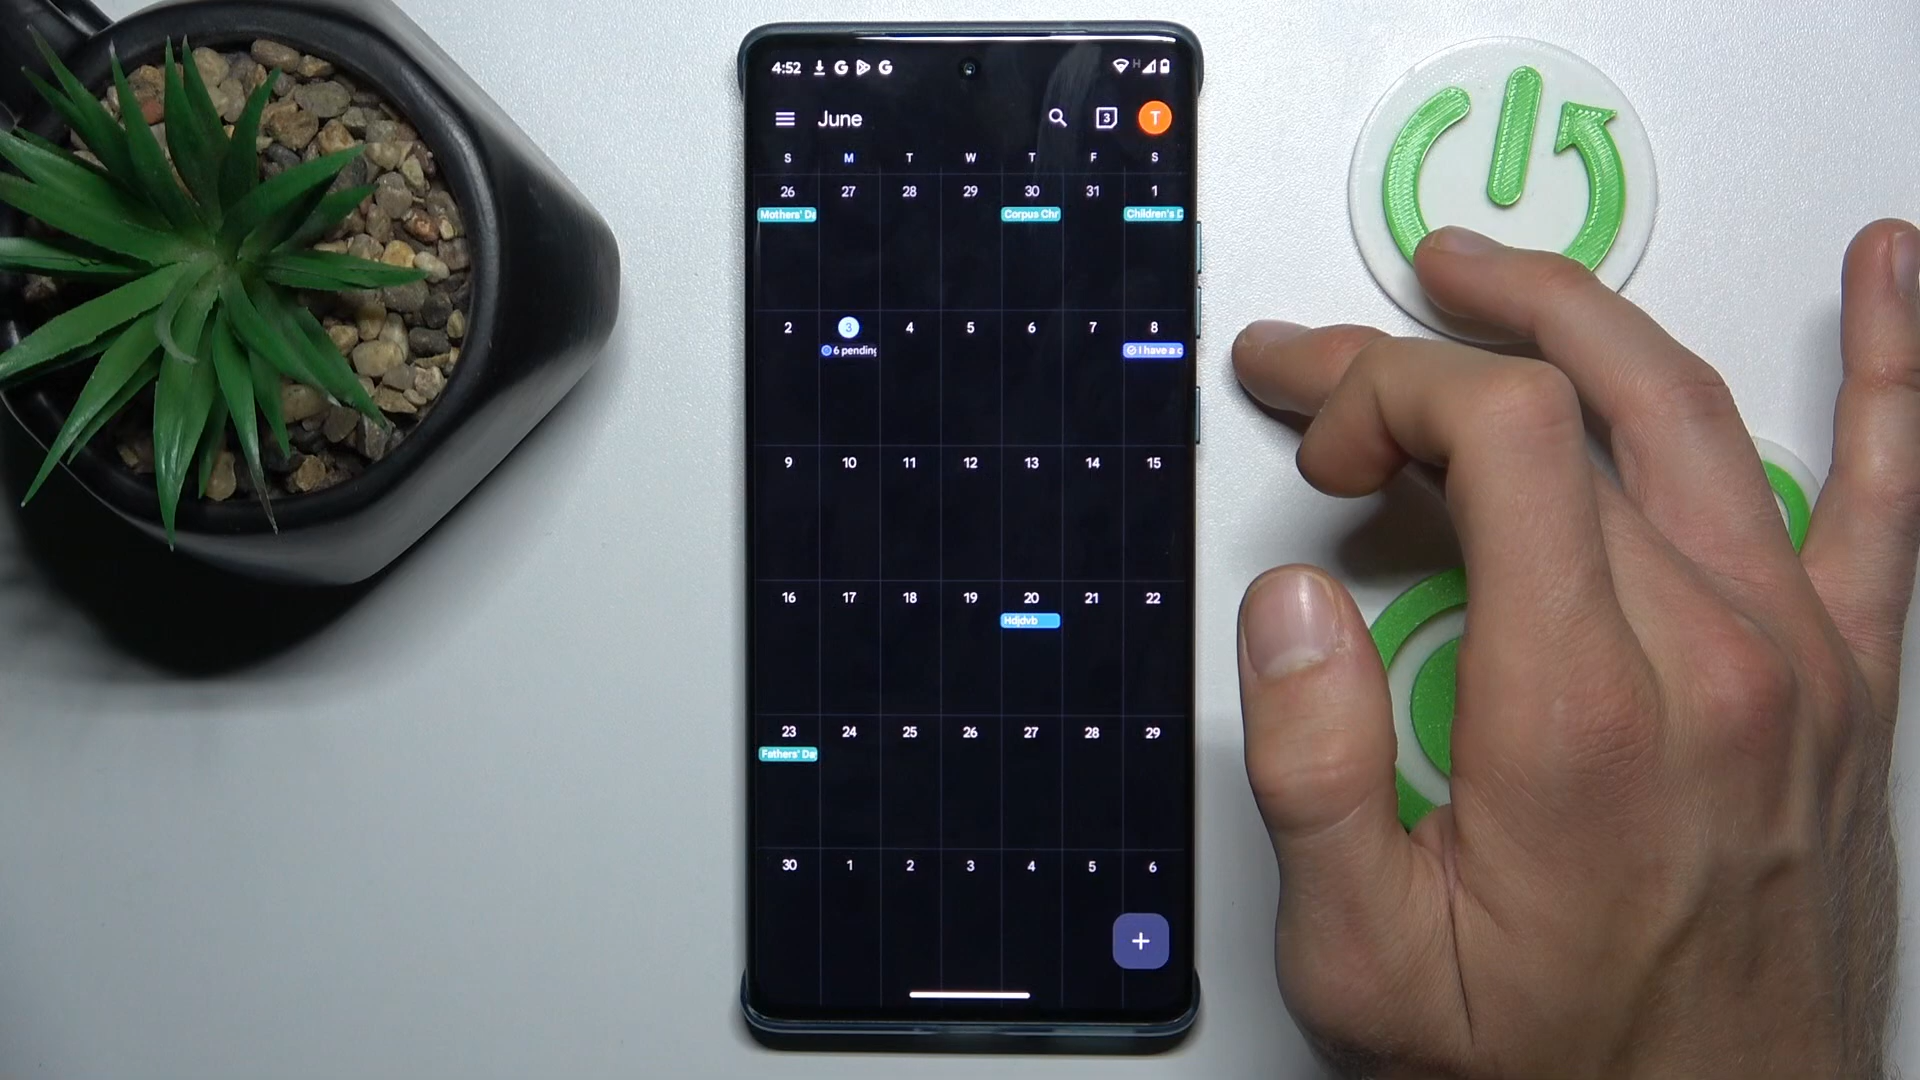 4:52 G G H
June 3 T
S M T W T F S
26 27 28 29 30 31 1
Mothers' Da Corpus Chr Children's D
2 3 4 5 6 7 8
6 pending I have a c
9 10 11 12 13 14 15
16 17 18 19 20 21 22
Hdjdvb
23 24 25 26 27 28 29
Fathers' Da
30 1 2 3 4 5 6
+